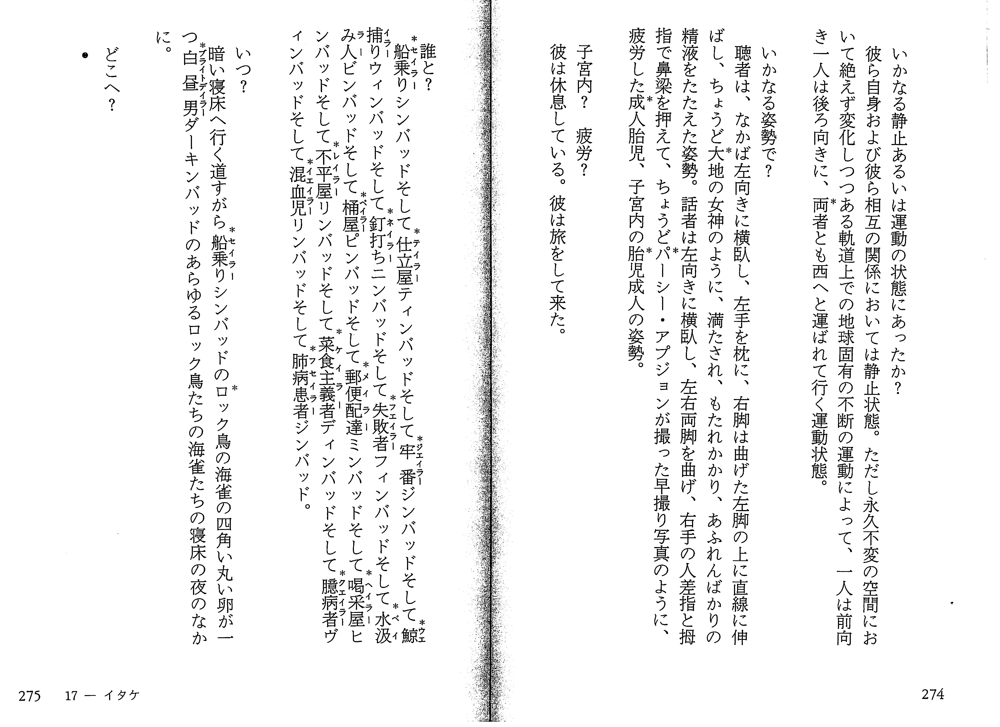 いかなる静止あるいは運動の状態にあったか？
彼ら自身および彼ら相互の関係においては静止状態。ただし永久不変の空間にお
いて絶えず変化しつつある軌道上での地球固有の不断の運動によって、一人は前向
き一人は後ろ向きに、*両者とも西へと運ばれて行く運動状態。
いかなる姿勢で？
聴者は、なかば左向きに横臥し、左手を枕に、右脚は曲げた左脚の上に直線に伸
ばし、ちょうど*大地の女神のように、満たされ、もたれかかり、あふれんばかりの
精液をたたえた姿勢。話者は左向きに横臥し、左右両脚を曲げ、右手の人差指と拇
指で鼻梁を押えて、ちょうど*パーシー・アプジョンが撮った早撮り写真のように、
疲労した*成人胎児、子宮内の*胎児成人の姿勢。
子宮内？　疲労？
彼は休息している。彼は旅をして来た。
274
誰と？
*船乗り（セイラー）シンバッドそして*仕立屋（テイラー）ティンバッドそして*牢番（ジェイラー）ジンバッドそして*鯨（ウエ
捕り（イラー）ウィンバッドそして*釘打ち（ネイラー）ニンバッドそして*失敗者（フェイラー）フィンバッドそして*水汲（ベイ
み人（ラー）ビンバッドそして*桶屋（ペイラー）ピンバッドそして*郵便配達（メイラー）ミンバッドそして*喝采屋（ヘイラー）ヒ
ンバッドそして*不平屋（レイラー）リンバッドそして*菜食主義者（ケイラー）ディンバッドそして*臆病者（クエイラー）ヴ
ィンバッドそして*混血児（イエイラー）リンバッドそして*肺病患者（フセイラー）ジンバッド。
いつ？
暗い寝床へ行く道すがら*船乗り（セイラー）シンバッドの*ロック鳥の海雀の四角い丸い卵が一
つ*白昼男（ブライトデイラー）ダーキンバッドのあらゆるロック鳥たちの海雀たちの寝床の夜のなか
に。
どこへ？
●
275　17 ― イタケ